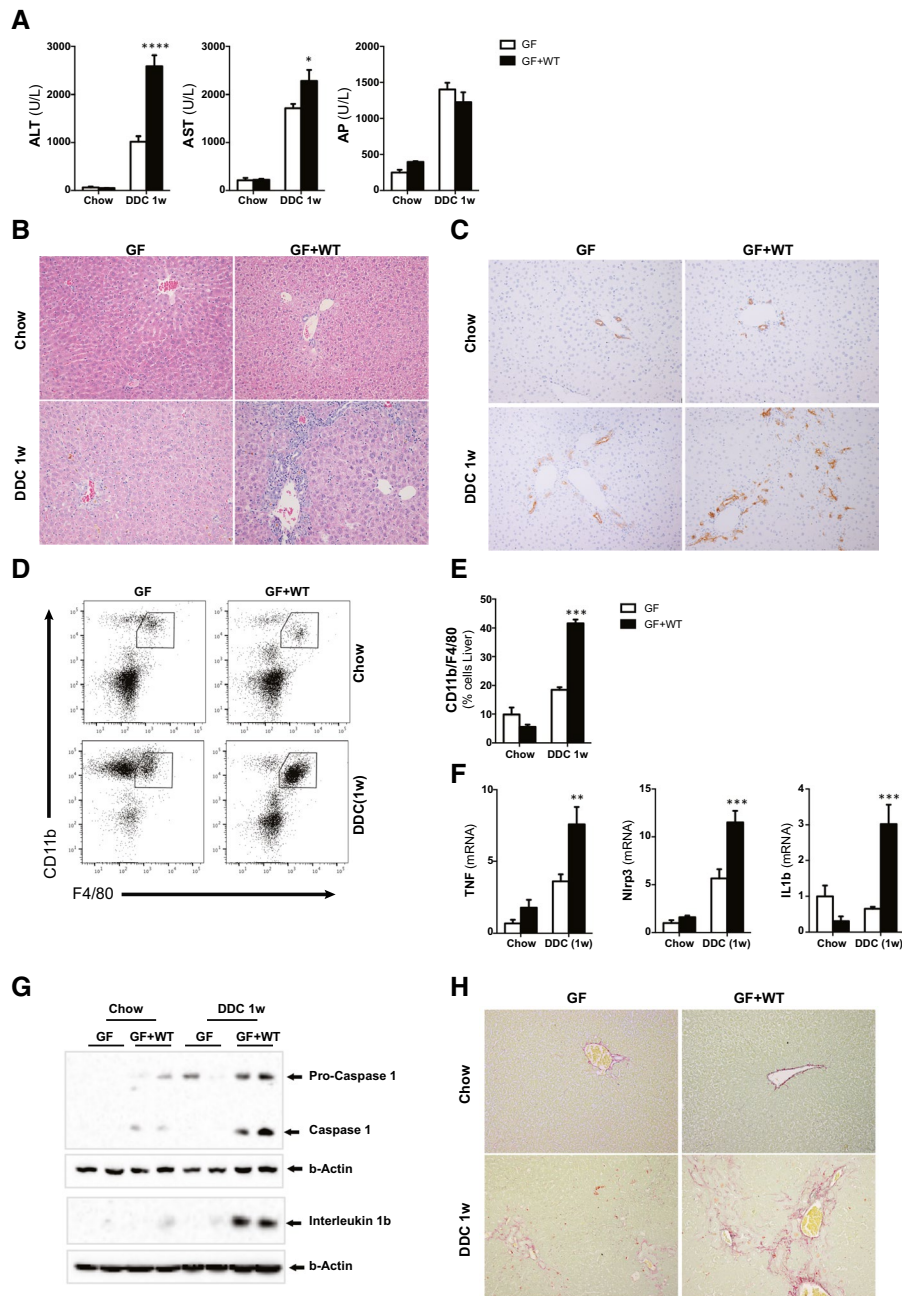 A
GF
GF+WT
ALT (U/L)
3000
2000
1000
0
****
Chow
DDC 1w
AST (U/L)
3000
2000
1000
0
*
Chow
DDC 1w
AP (U/L)
1500
1000
500
0
Chow
DDC 1w
B
GF
GF+WT
Chow
DDC 1w
C
GF
GF+WT
Chow
DDC 1w
D
GF
GF+WT
Chow
DDC(1w)
CD11b
F4/80
E
CD11b/F4/80
(% cells Liver)
50
40
30
20
10
0
***
Chow
DDC 1w
GF
GF+WT
F
TNF (mRNA)
10
5
0
**
Chow
DDC (1w)
Nlrp3 (mRNA)
15
10
5
0
***
Chow
DDC (1w)
IL1b (mRNA)
4
3
2
1
0
***
Chow
DDC (1w)
G
Chow
DDC 1w
GF
GF+WT
GF
GF+WT
Pro-Caspase 1
Caspase 1
b-Actin
Interleukin 1b
b-Actin
H
GF
GF+WT
Chow
DDC 1w